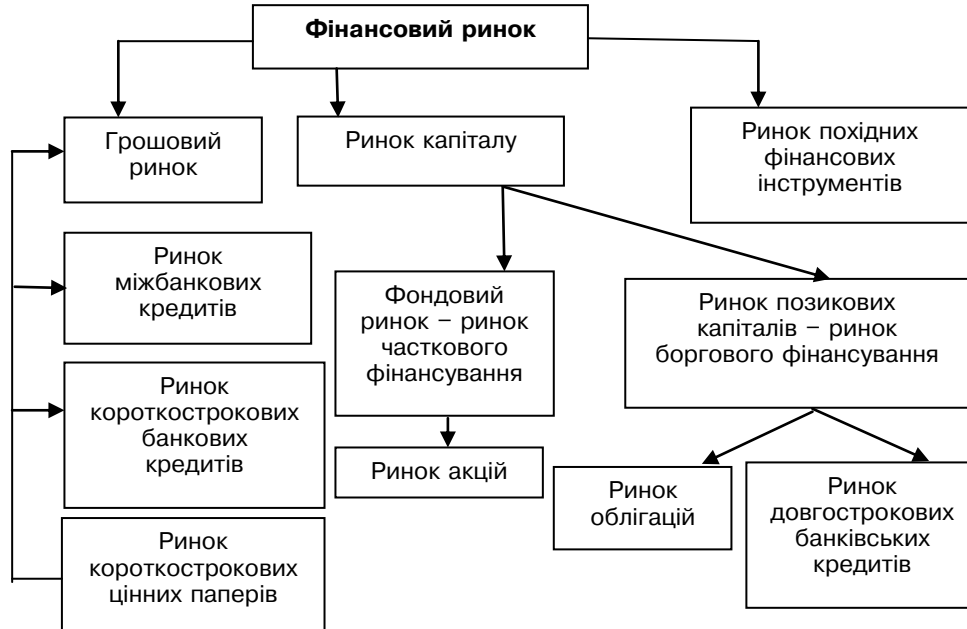 Фінансовий ринок
Грошовий
ринок
Ринок капіталу
Ринок похідних
фінансових
інструментів
Ринок
міжбанкових
кредитів
Фондовий
ринок – ринок
часткового
фінансування
Ринок позикових
капіталів – ринок
боргового фінансування
Ринок
короткострокових
банкових
кредитів
Ринок акцій
Ринок
облігацій
Ринок
довгострокових
банківських
кредитів
Ринок
короткострокових
цінних паперів